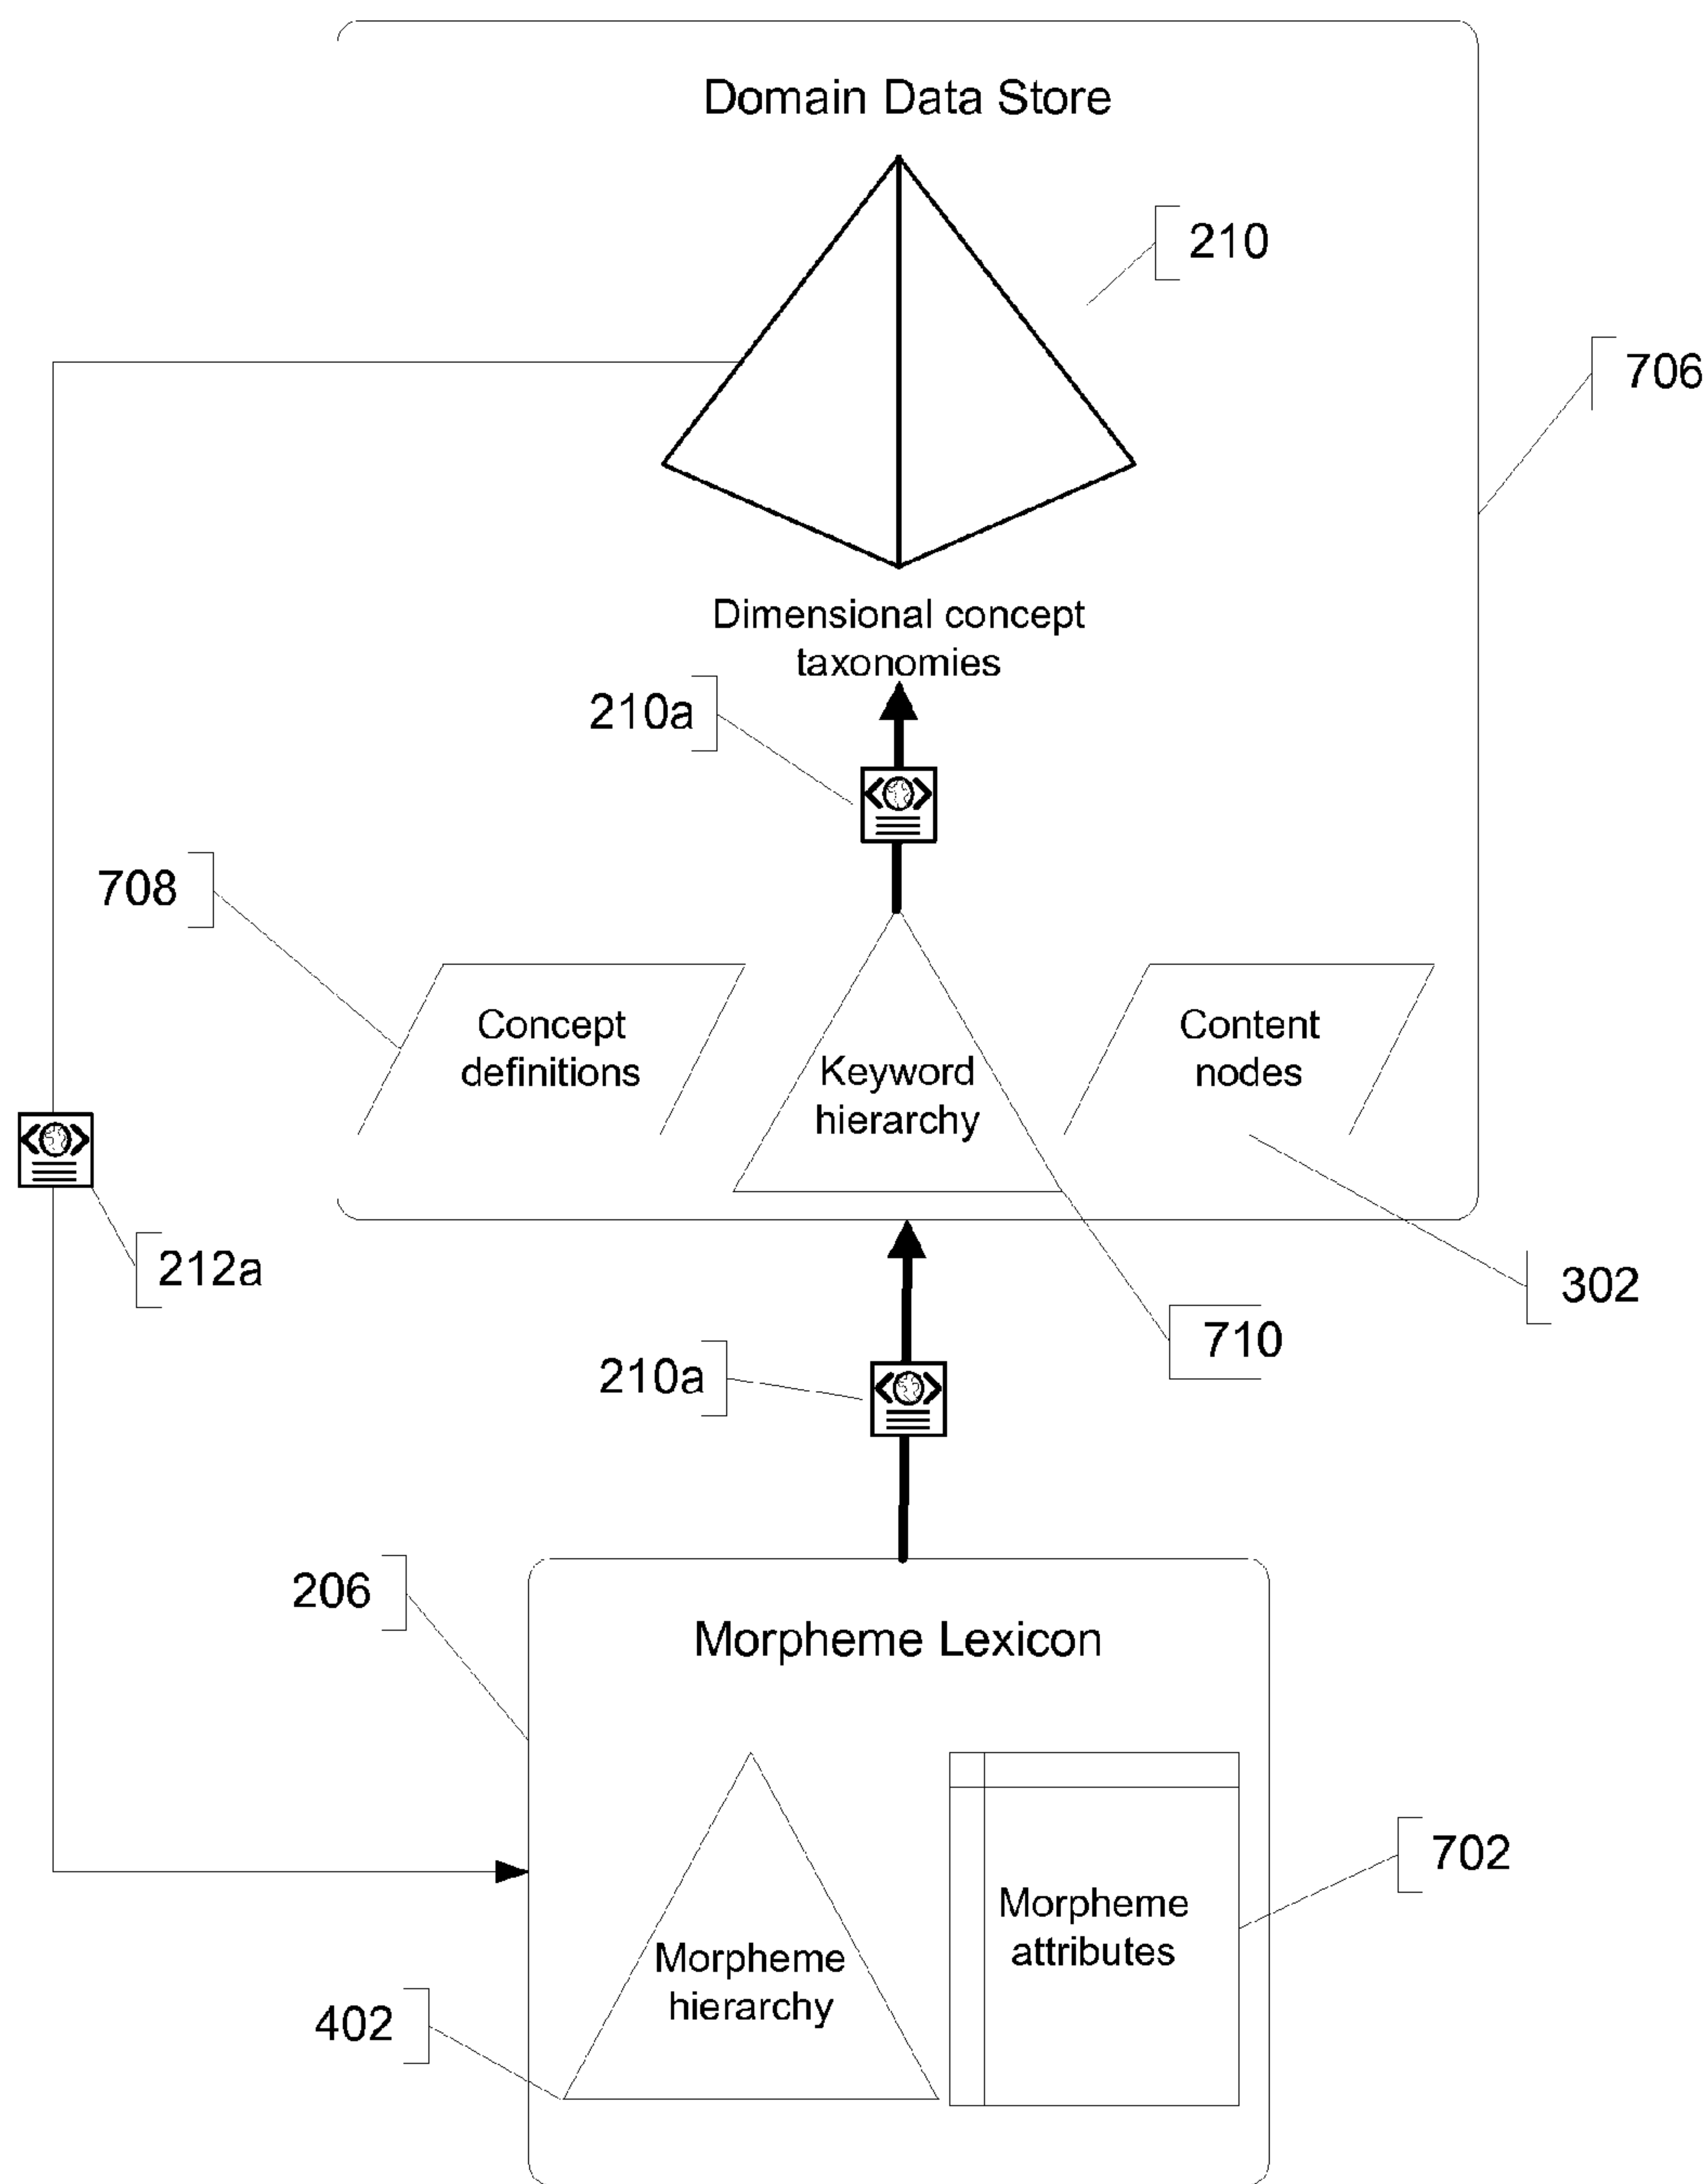 Domain Data Store
210
706
Dimensional concept
taxonomies
210a
708
Concept
definitions
Keyword
hierarchy
Content
nodes
212a
302
710
210a
206
Morpheme Lexicon
702
Morpheme
attributes
Morpheme
hierarchy
402